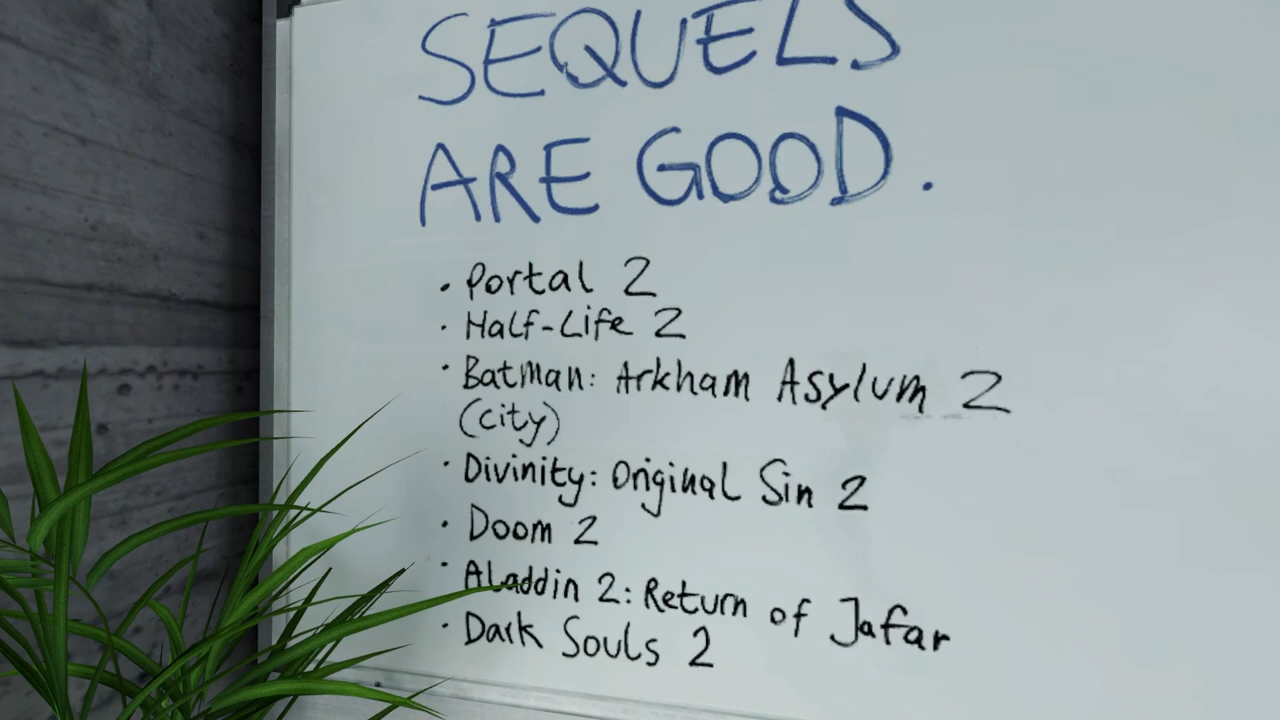 SEQUELS
ARE GOOD.
· Portal 2
· Half-Life 2
· Batman: Arkham Asylum 2
(City)
· Divinity: Original Sin 2
· Doom 2
· Aladdin 2: Return of Jafar
· Dark Souls 2